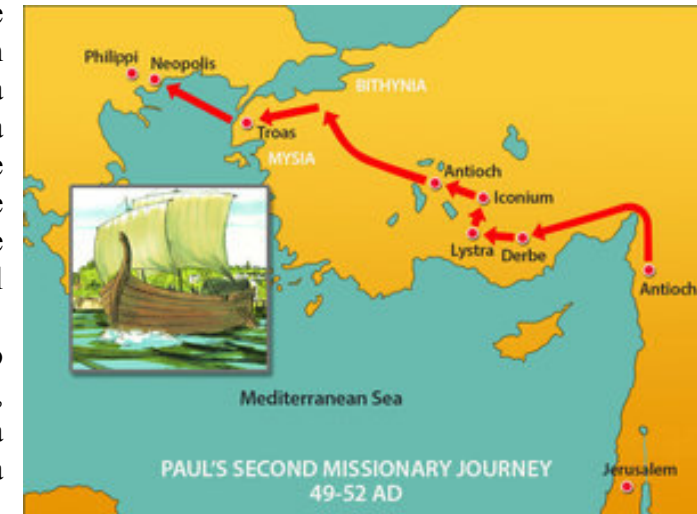 e
n
a
a
e
e
e
l
o
,
a
a
Philippi
Neopolis
BITHYNIA
Troas
MYSIA
Antioch
Iconium
Lystra
Derbe
Antioch
Mediterranean Sea
PAUL'S SECOND MISSIONARY JOURNEY
49-52 AD
Jerusalem